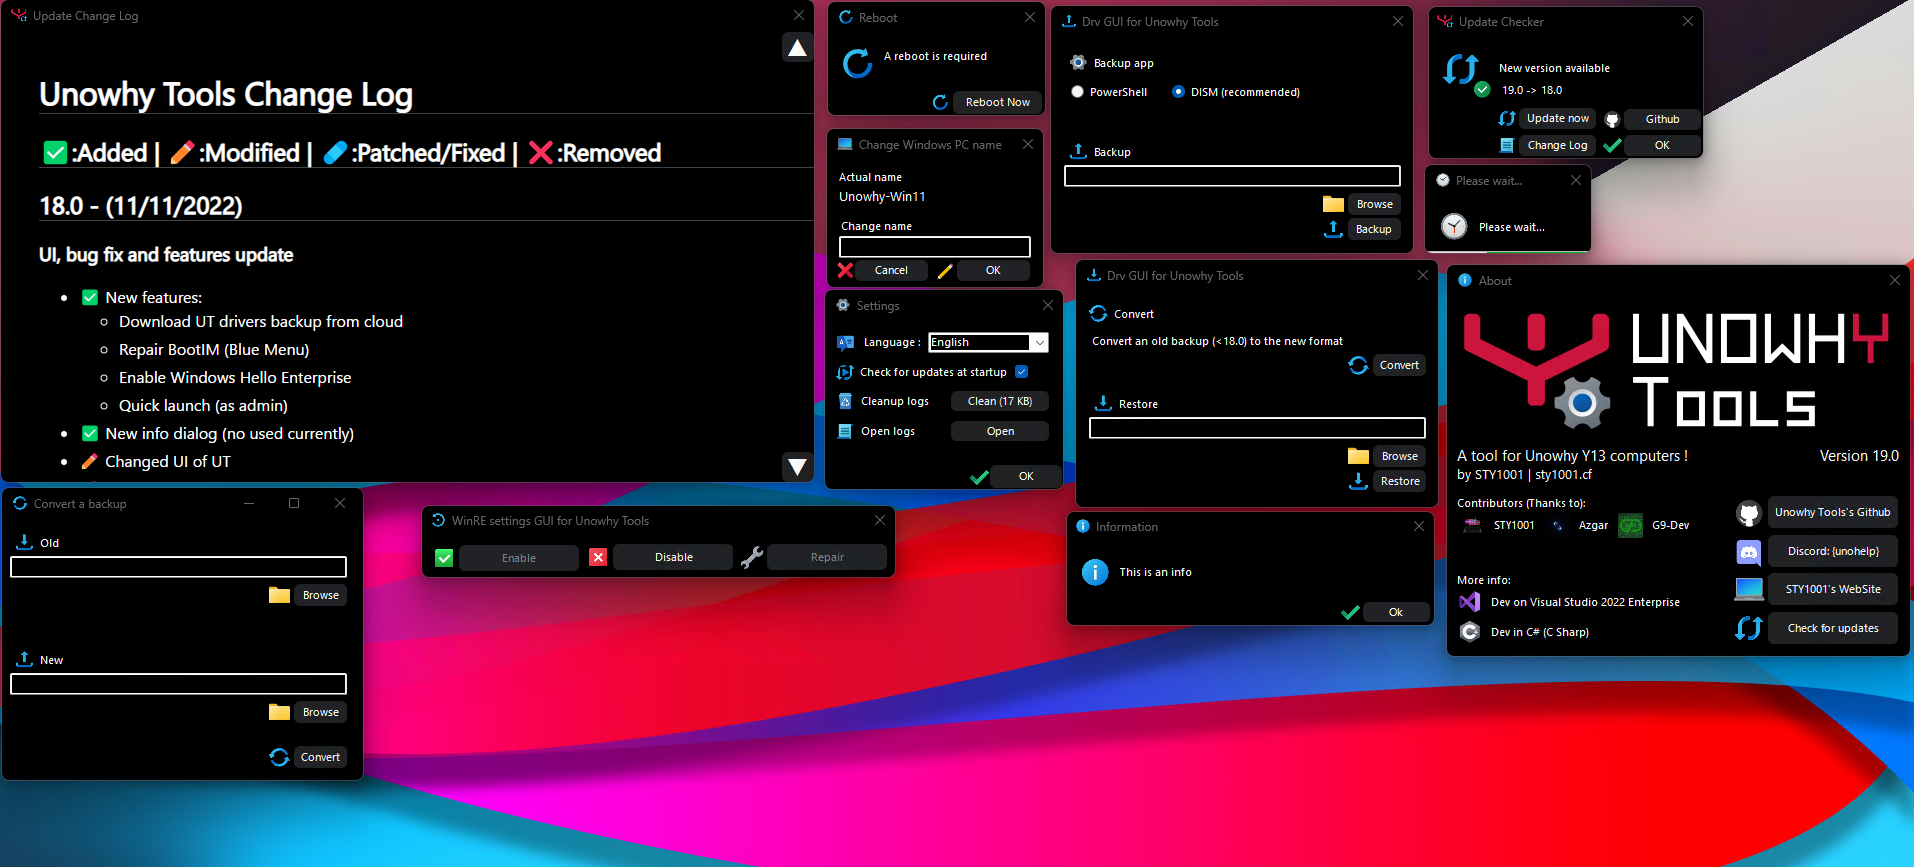 Update Change Log
Unowhy Tools Change Log
:Added | :Modified | :Patched/Fixed | :Removed
18.0 - (11/11/2022)
UI, bug fix and features update
New features:
Download UT drivers backup from cloud
Repair BootIM (Blue Menu)
Enable Windows Hello Enterprise
Quick launch (as admin)
New info dialog (no used currently)
Changed UI of UT
Reboot
A reboot is required
Reboot Now
Change Windows PC name
Actual name
Unowhy-Win11
Change name
Cancel
OK
Settings
Language :
English
Check for updates at startup
Cleanup logs
Clean (17 KB)
Open logs
Open
OK
Drv GUI for Unowhy Tools
Backup app
PowerShell
DISM (recommended)
Backup
Browse
Backup
Drv GUI for Unowhy Tools
Convert
Convert an old backup (<18.0) to the new format
Convert
Restore
Browse
Restore
Update Checker
New version available
19.0 -> 18.0
Update now
Github
Change Log
OK
Please wait...
Please wait...
About
UNOWHY
TOOLS
A tool for Unowhy Y13 computers !
Version 19.0
by STY1001 | sty1001.cf
Contributors (Thanks to):
STY1001
Azgar
G9-Dev
Unowhy Tools's Github
Discord: {unohelp}
More info:
STY1001's WebSite
Dev on Visual Studio 2022 Enterprise
Check for updates
Dev in C# (C Sharp)
Convert a backup
Old
Browse
New
Browse
Convert
WinRE settings GUI for Unowhy Tools
Enable
Disable
Repair
Information
This is an info
Ok